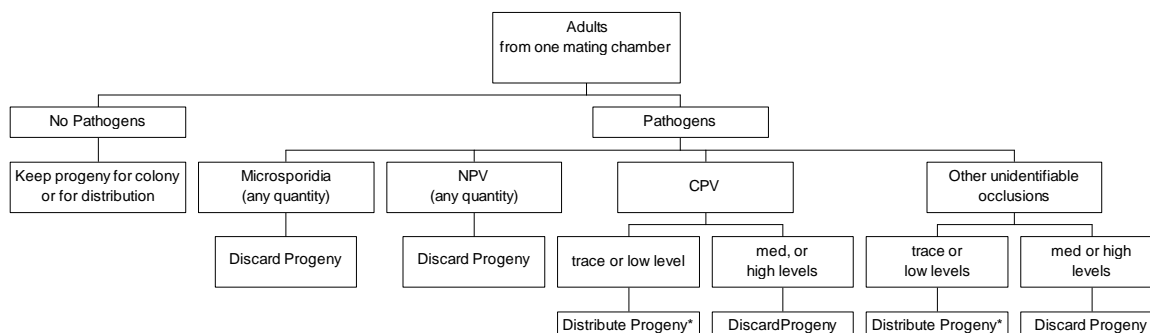 Adults
from one mating chamber
No Pathogens
Pathogens
Keep progeny for colony
or for distribution
Microsporidia
(any quantity)
NPV
(any quantity)
CPV
Other unidentifiable
occlusions
Discard Progeny
Discard Progeny
trace or low level
med, or
high levels
trace or
low levels
med or high
levels
Distribute Progeny*
DiscardProgeny
Distribute Progeny*
Discard Progeny